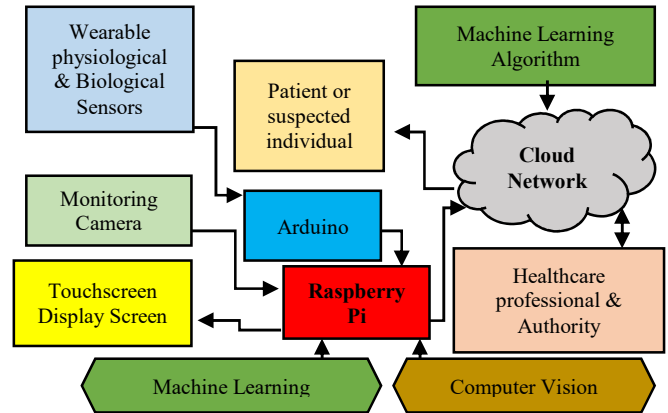 Wearable
physiological
& Biological
Sensors
Machine Learning
Algorithm
Patient or
suspected
individual
Cloud
Network
Monitoring
Camera
Arduino
Touchscreen
Display Screen
Raspberry
Pi
Healthcare
professional &
Authority
Machine Learning
Computer Vision